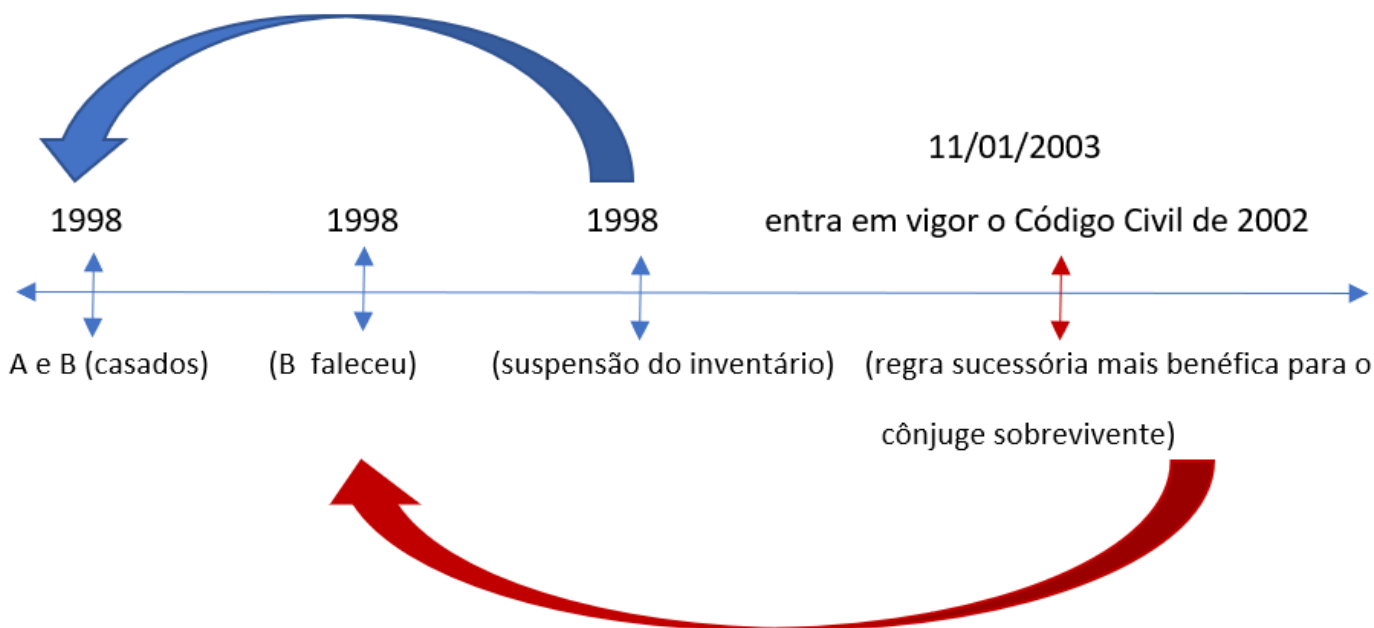 11/01/2003
1998
1998
1998
entra em vigor o Código Civil de 2002
A e B (casados)
(B faleceu)
(suspensão do inventário)
(regra sucessória mais benéfica para o
cônjuge sobrevivente)